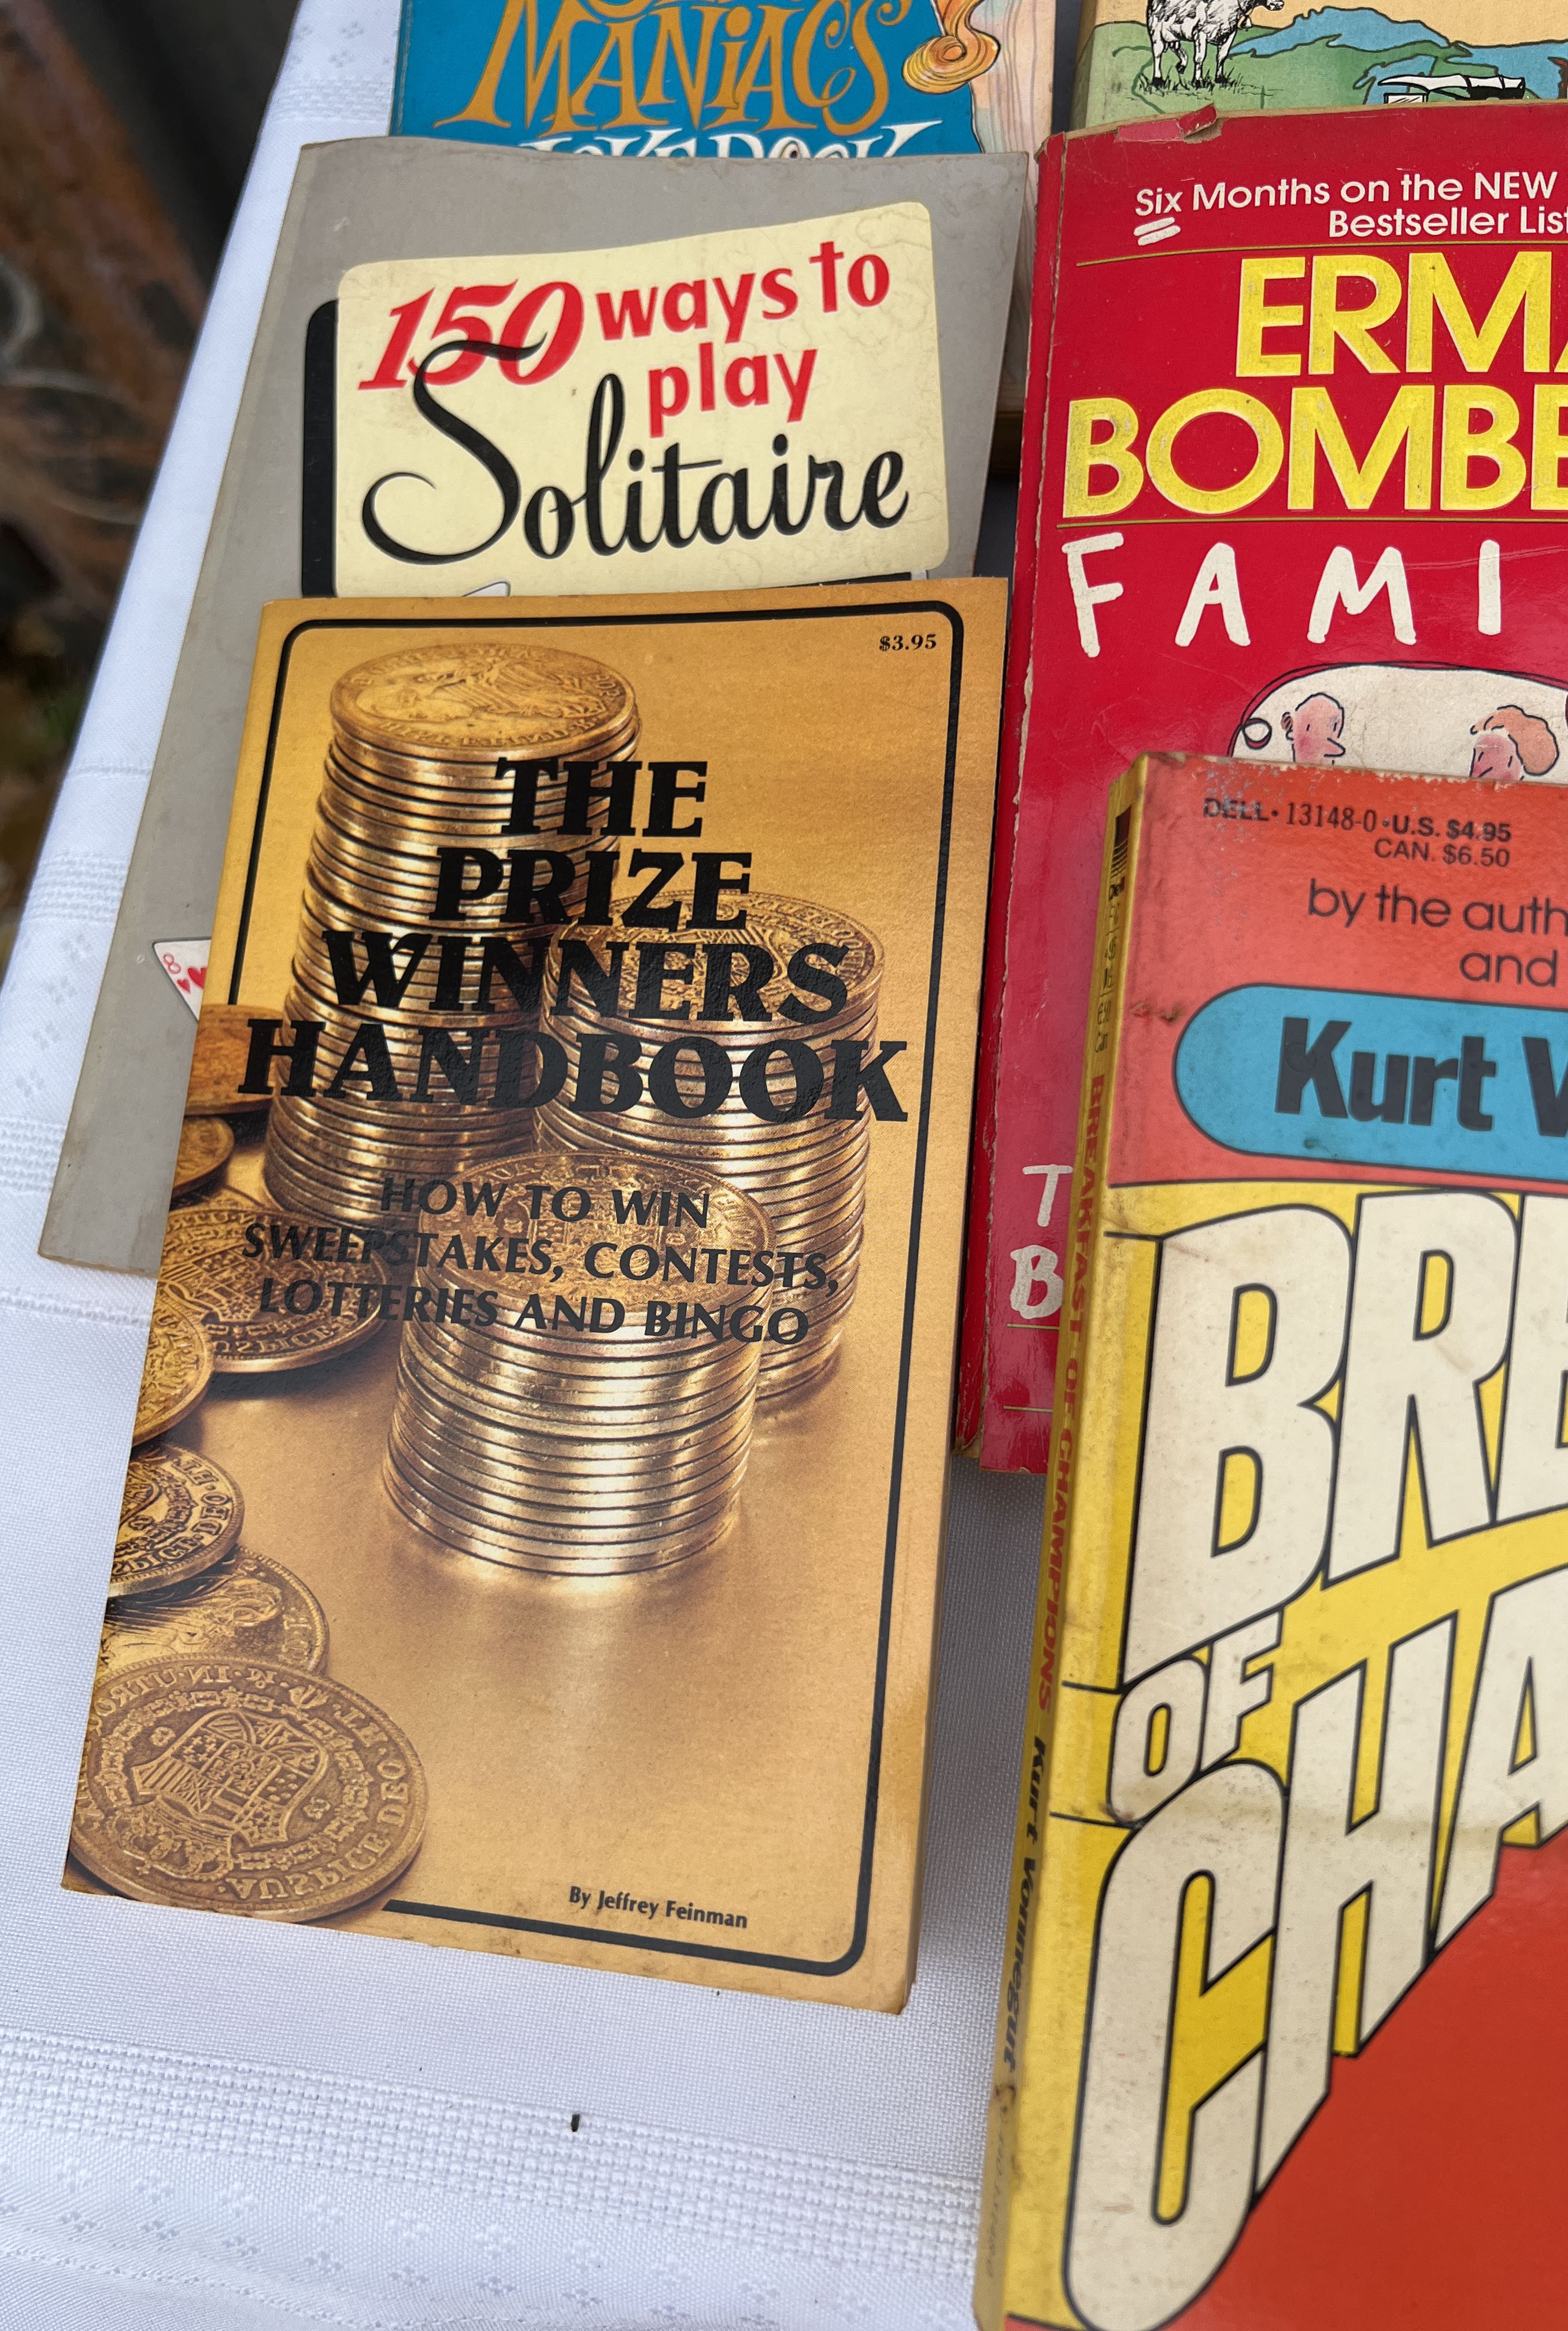 MANIACS
150 ways to
play
Solitaire
8
$3.95
THE
PRIZE
WINNERS
HANDBOOK
HOW TO WIN
SWEEPSTAKES, CONTESTS,
LOTTERIES AND BINGO
By Jeffrey Feinman
Six Months on the NEW
Bestseller List
ERMA
BOMBE
FAMI
T
B
DELL • 13148-0 • U.S. $4.95
CAN. $6.50
by the auth
and
Kurt V
BRE
OF
CHA
BREAKFAST OF CHAMPIONS Kurt Vonnegut